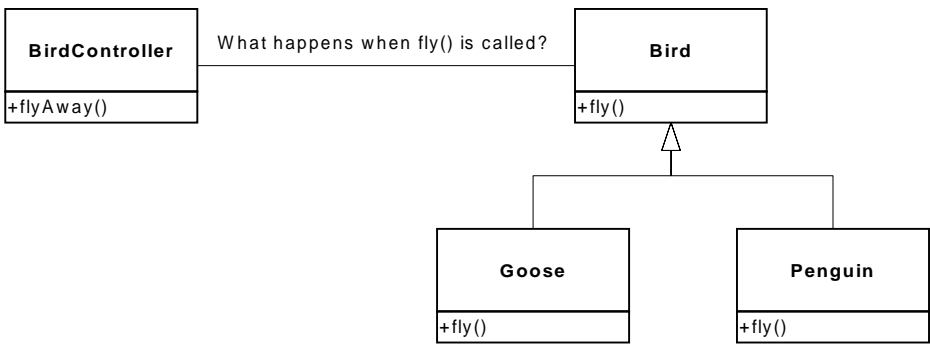 BirdController
What happens when fly() is called?
Bird
+flyAway()
+fly()
Goose
Penguin
+fly()
+fly()